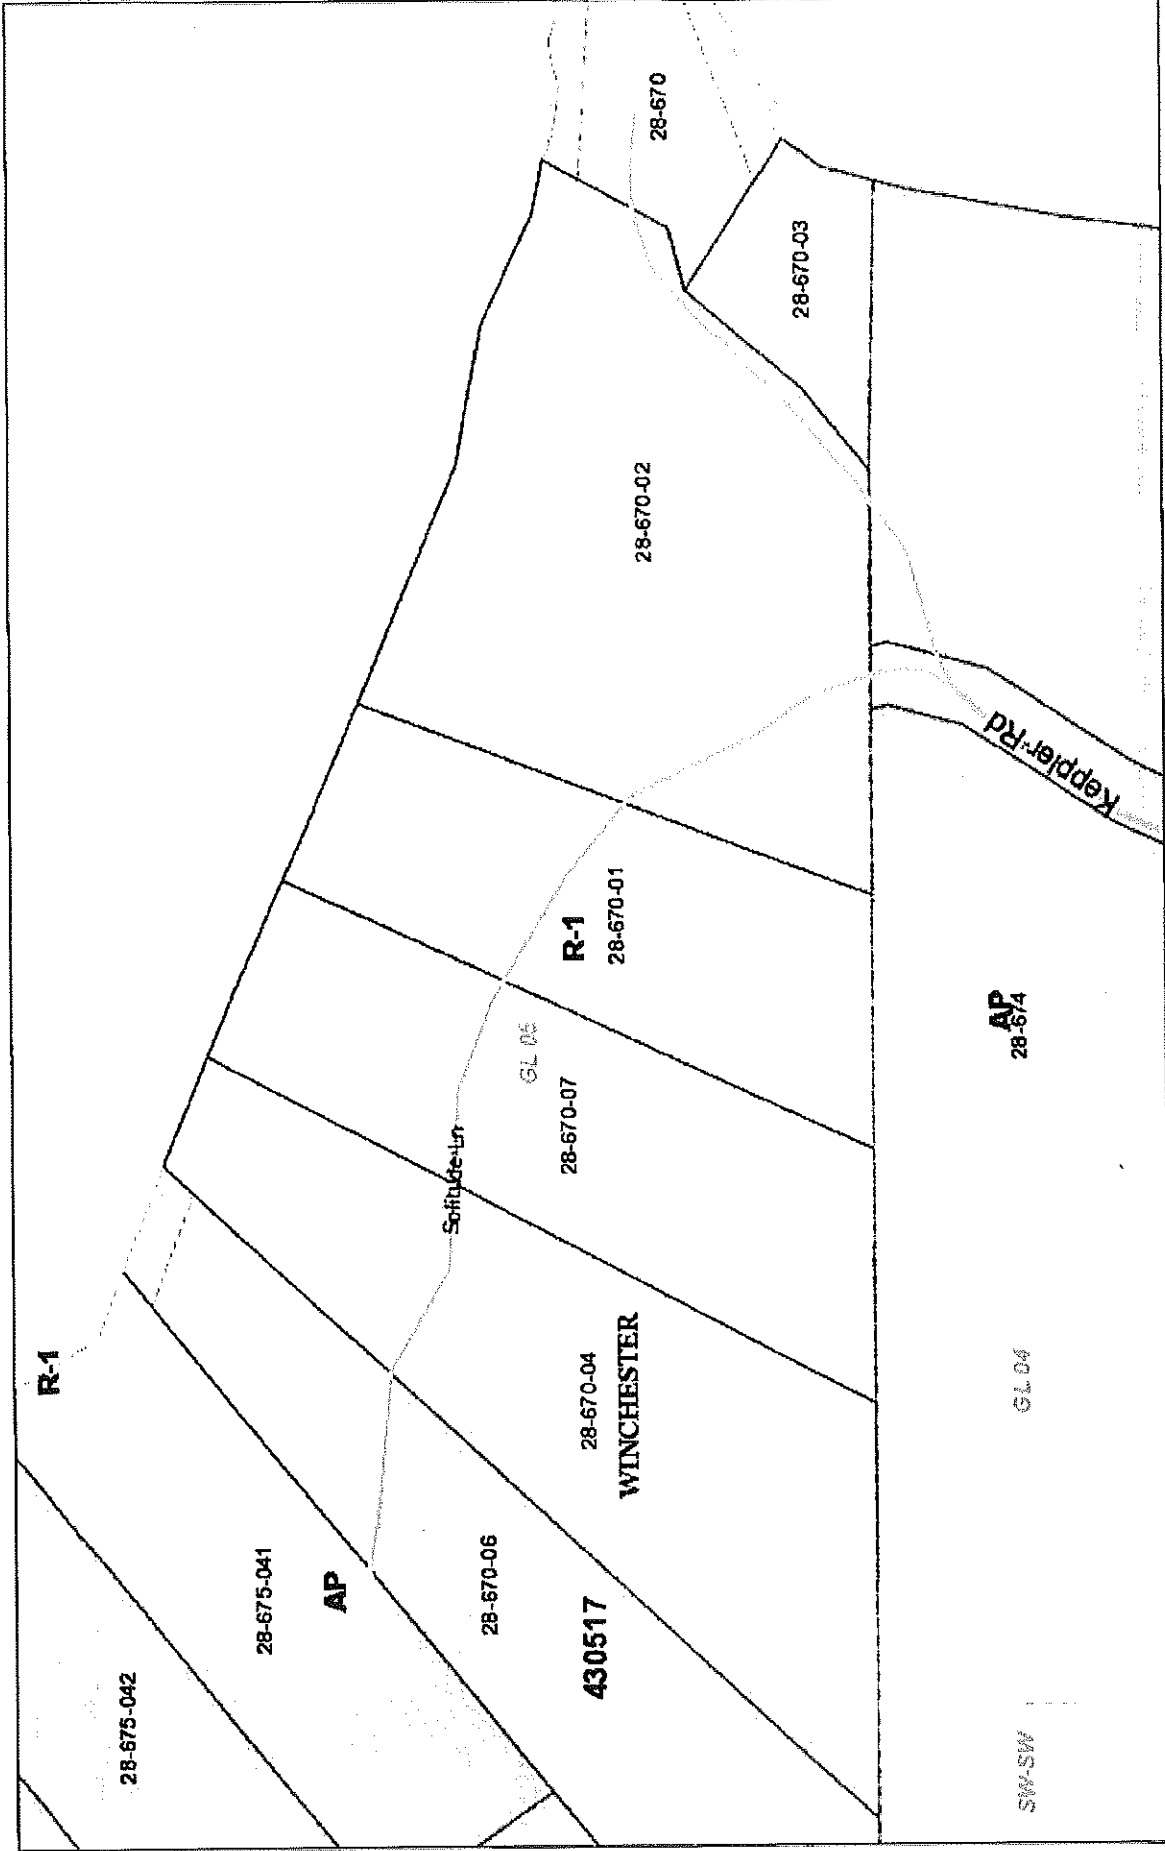 R-1
28-675-042
28-675-041
AP
28-670-06
430517
Solitude Ln
28-670-04
WINCHESTER
28-670-07
GL 05
R-1
28-670-01
28-670-02
28-670
28-670-03
Keppler Rd
AP
28-674
GL 04
SW-SW